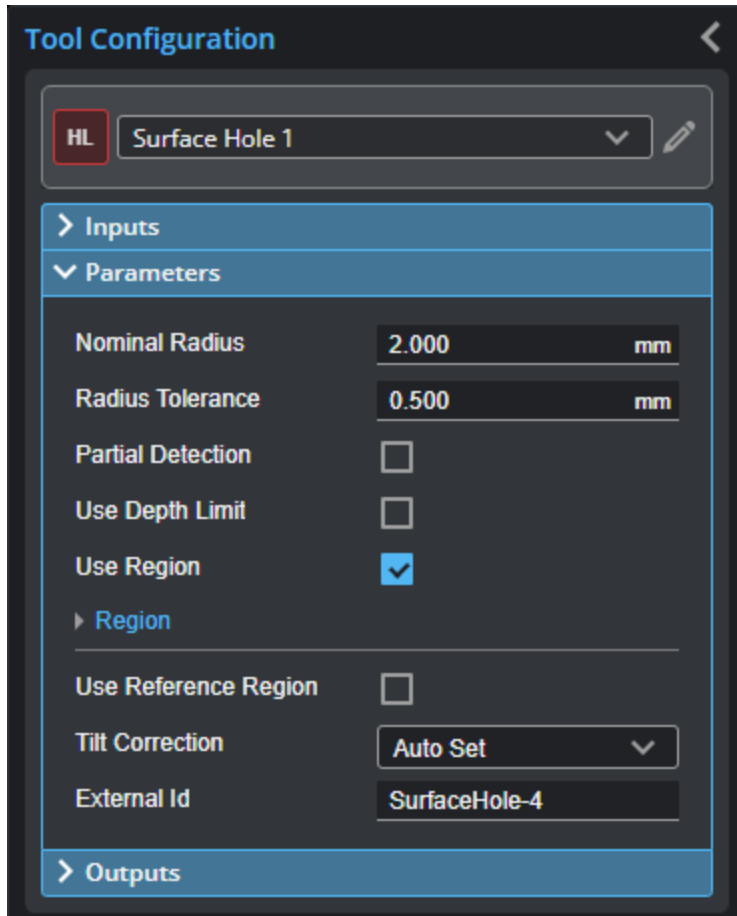 Tool Configuration
HL Surface Hole 1
Inputs
Parameters
Nominal Radius 2.000 mm
Radius Tolerance 0.500 mm
Partial Detection
Use Depth Limit
Use Region
Region
Use Reference Region
Tilt Correction Auto Set
External Id SurfaceHole-4
Outputs